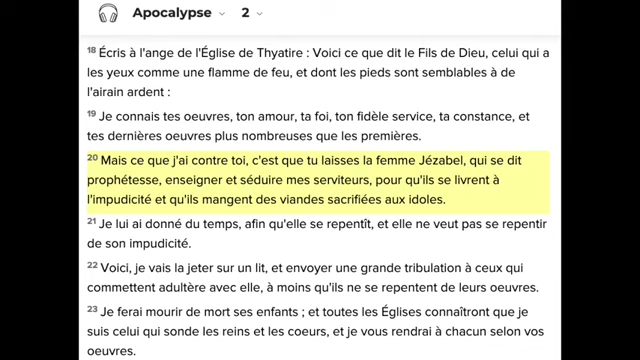 Apocalypse 2
18 Écris à l'ange de l'Église de Thyatire : Voici ce que dit le Fils de Dieu, celui qui a
les yeux comme une flamme de feu, et dont les pieds sont semblables à de
l'airain ardent :
19 Je connais tes oeuvres, ton amour, ta foi, ton fidèle service, ta constance, et
tes dernières oeuvres plus nombreuses que les premières.
20 Mais ce que j'ai contre toi, c'est que tu laisses la femme Jézabel, qui se dit
prophétesse, enseigner et séduire mes serviteurs, pour qu'ils se livrent à
l'impudicité et qu'ils mangent des viandes sacrifiées aux idoles.
21 Je lui ai donné du temps, afin qu'elle se repentît, et elle ne veut pas se repentir
de son impudicité.
22 Voici, je vais la jeter sur un lit, et envoyer une grande tribulation à ceux qui
commettent adultère avec elle, à moins qu'ils ne se repentent de leurs oeuvres.
23 Je ferai mourir de mort ses enfants ; et toutes les Églises connaîtront que je
suis celui qui sonde les reins et les coeurs, et je vous rendrai à chacun selon vos
oeuvres.